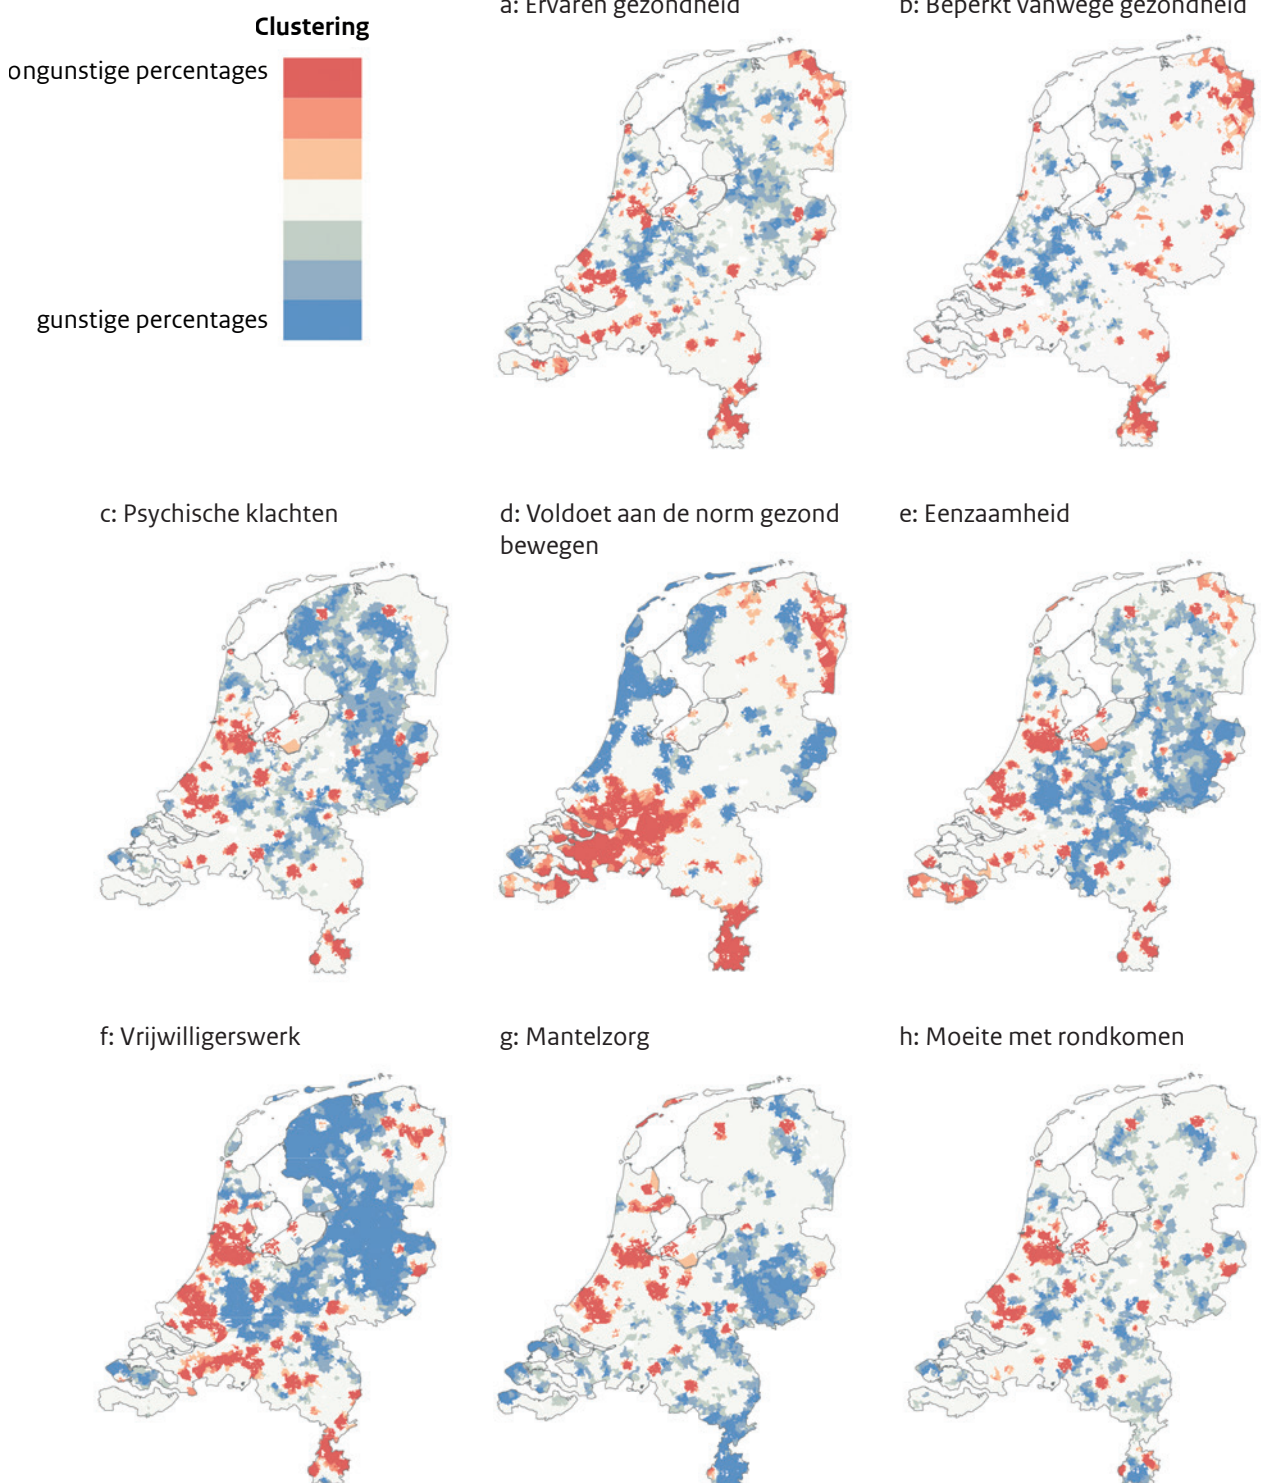 a: Ervaren gezondheid
b: Beperkt vanwege gezondheid
Clustering
ongunstige percentages
gunstige percentages
c: Psychische klachten
d: Voldoet aan de norm gezond
bewegen
e: Eenzaamheid
f: Vrijwilligerswerk
g: Mantelzorg
h: Moeite met rondkomen